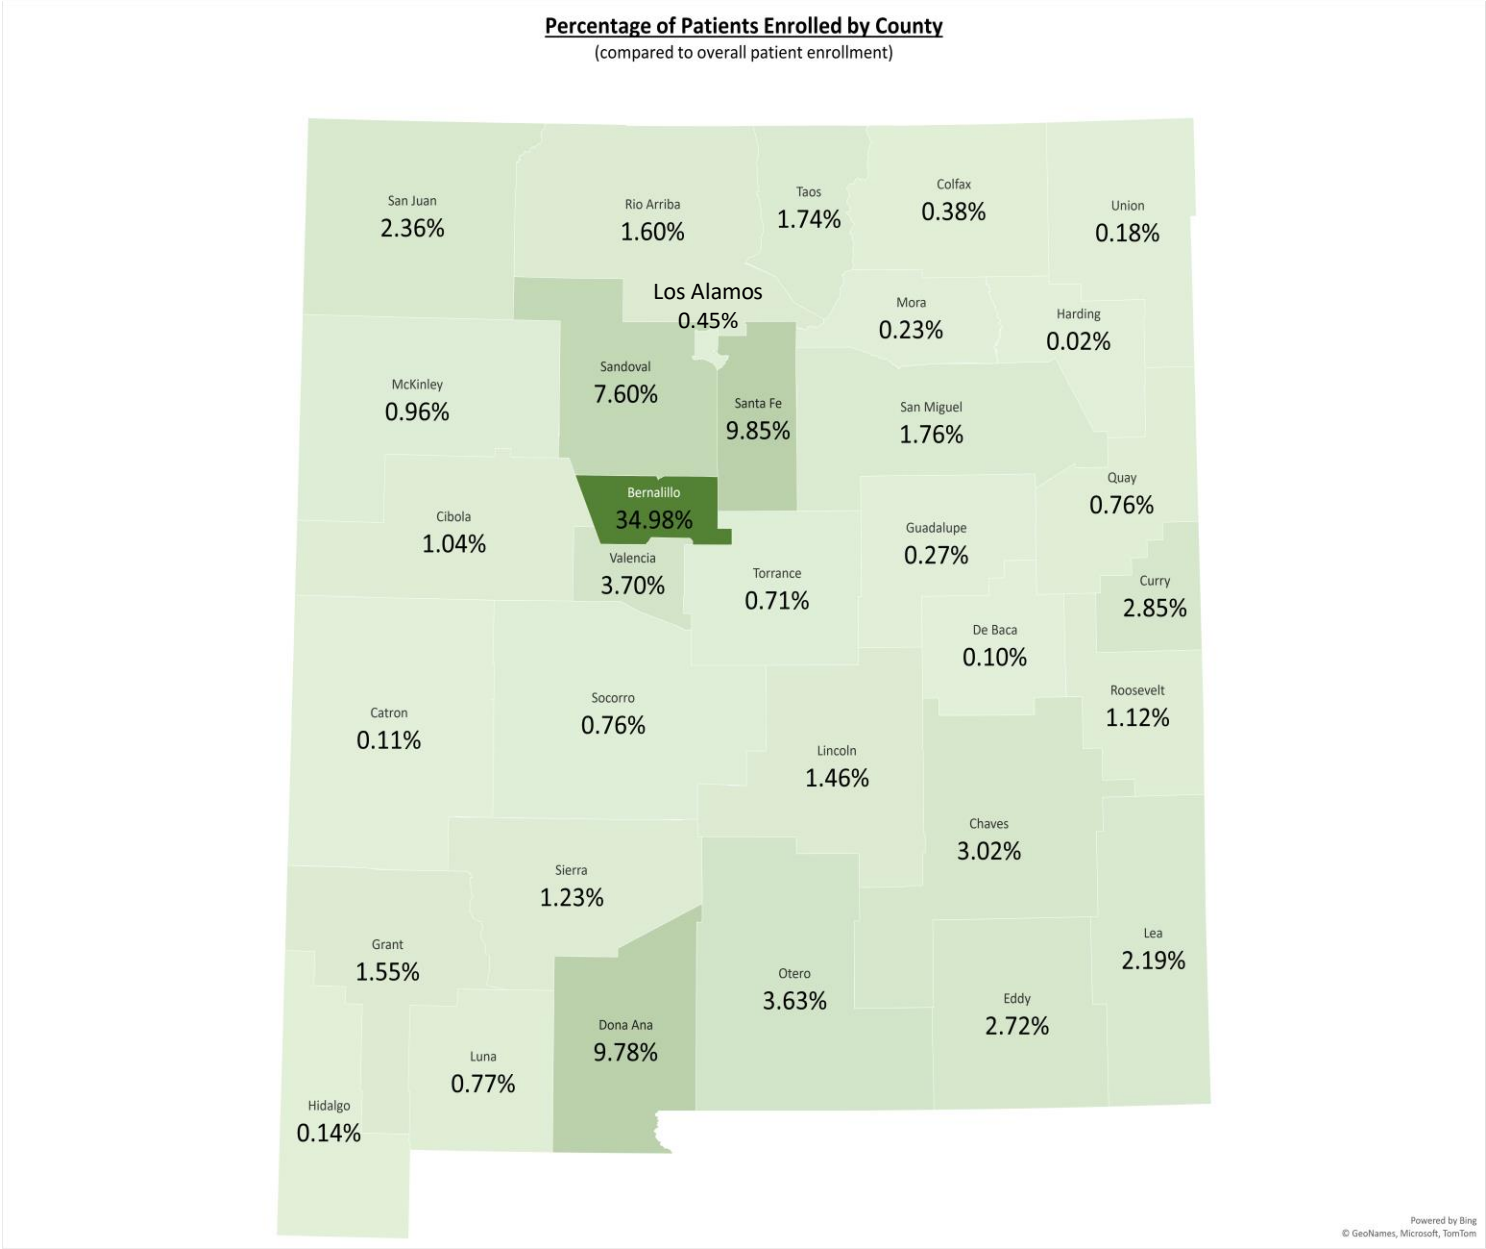 Percentage of Patients Enrolled by County
(compared to overall patient enrollment)
San Juan
2.36%
Rio Arriba
1.60%
Taos
1.74%
Colfax
0.38%
Union
0.18%
Los Alamos
0.45%
Mora
0.23%
Harding
0.02%
McKinley
0.96%
Sandoval
7.60%
Santa Fe
9.85%
San Miguel
1.76%
Quay
0.76%
Bernalillo
34.98%
Cibola
1.04%
Valencia
3.70%
Torrance
0.71%
Guadalupe
0.27%
Curry
2.85%
De Baca
0.10%
Roosevelt
1.12%
Catron
0.11%
Socorro
0.76%
Lincoln
1.46%
Chaves
3.02%
Sierra
1.23%
Grant
1.55%
Otero
3.63%
Lea
2.19%
Eddy
2.72%
Dona Ana
9.78%
Luna
0.77%
Hidalgo
0.14%
Powered by Bing
© GeoNames, Microsoft, TomTom